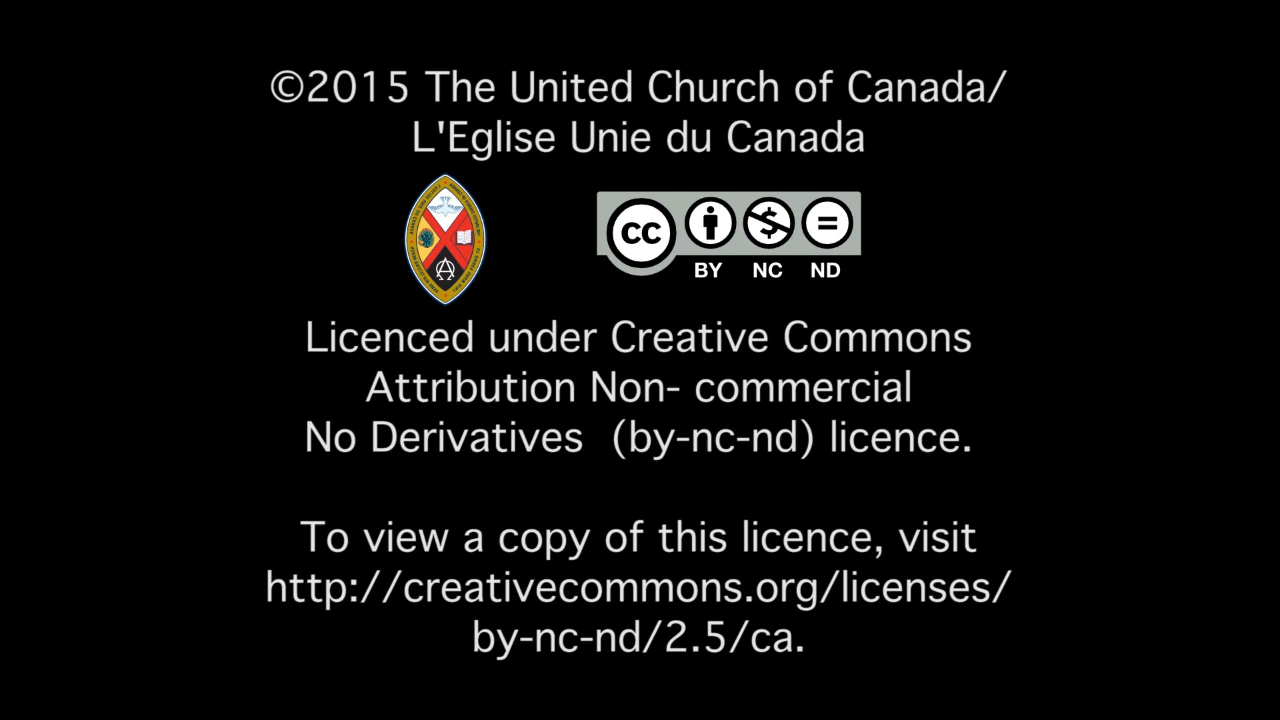 ©2015 The United Church of Canada/
L'Eglise Unie du Canada
CC
BY NC ND
Licenced under Creative Commons
Attribution Non- commercial
No Derivatives (by-nc-nd) licence.
To view a copy of this licence, visit
http://creativecommons.org/licenses/
by-nc-nd/2.5/ca.